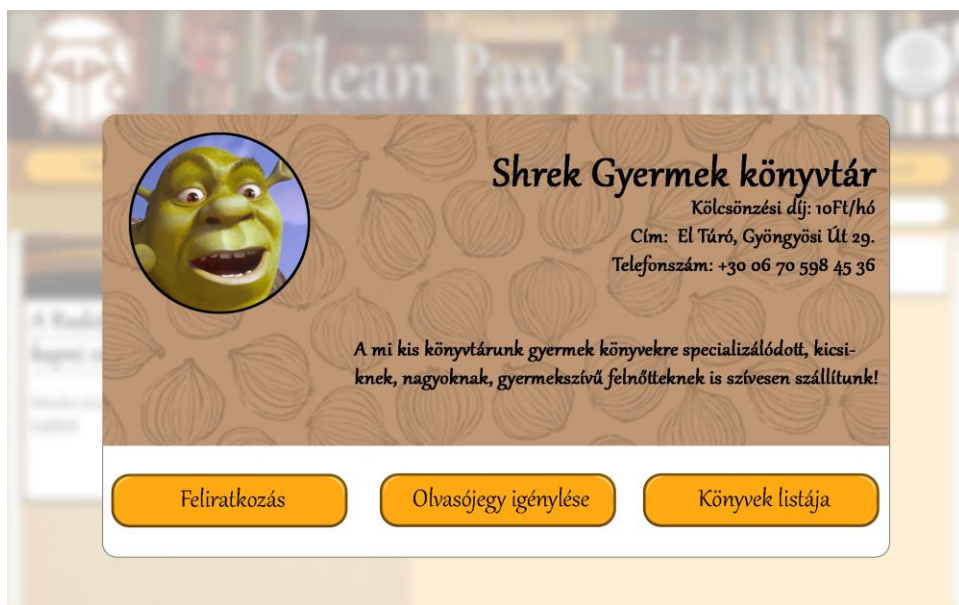 Clean Paws Library
Shrek Gyermek könyvtár
Kölcsönzési díj: 10Ft/hó
Cím:  El Túró, Gyöngyösi Út 29.
Telefonszám: +30 06 70 598 45 36
A mi kis könyvtárunk gyermek könyvekre specializálódott, kicsi-
knek, nagyoknak, gyermekszívű felnőtteknek is szívesen szállítunk!
Feliratkozás
Olvasójegy igénylése
Könyvek listája